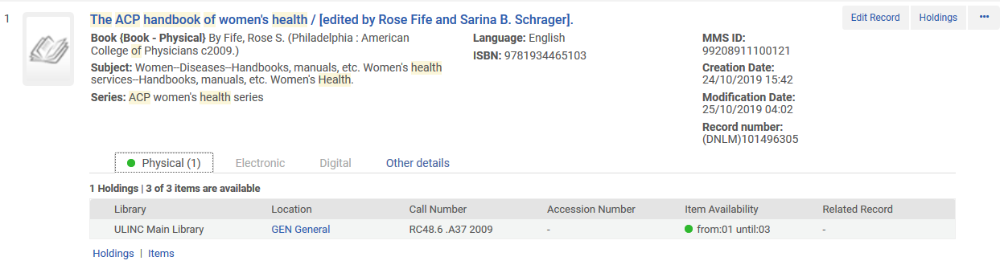 1
The ACP handbook of women's health / [edited by Rose Fife and Sarina B. Schrager].
Edit Record Holdings ...
Book {Book - Physical} By Fife, Rose S. (Philadelphia : American
College of Physicians c2009.)
Subject: Women--Diseases--Handbooks, manuals, etc. Women's health
services--Handbooks, manuals, etc. Women's Health.
Series: ACP women's health series
Language: English
ISBN: 9781934465103
MMS ID:
99208911100121
Creation Date:
24/10/2019 15:42
Modification Date:
25/10/2019 04:02
Record number:
(DNLM)101496305
Physical (1) Electronic Digital Other details
1 Holdings | 3 of 3 items are available
Library Location Call Number Accession Number Item Availability Related Record
ULINC Main Library GEN General RC48.6 .A37 2009 - from:01 until:03 -
Holdings | Items